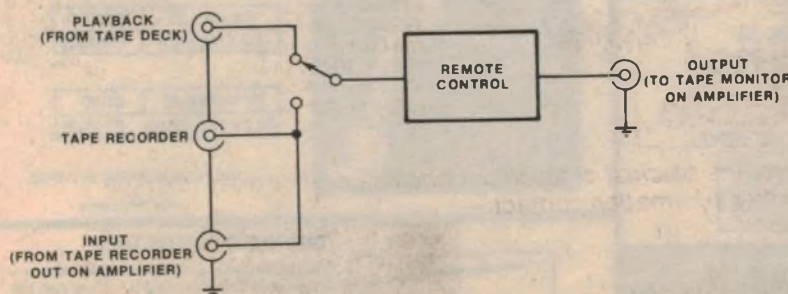 PLAYBACK
(FROM TAPE DECK)
TAPE RECORDER
INPUT
(FROM TAPE RECORDER
OUT ON AMPLIFIER)
REMOTE
CONTROL
OUTPUT
(TO TAPE MONITOR
ON AMPLIFIER)